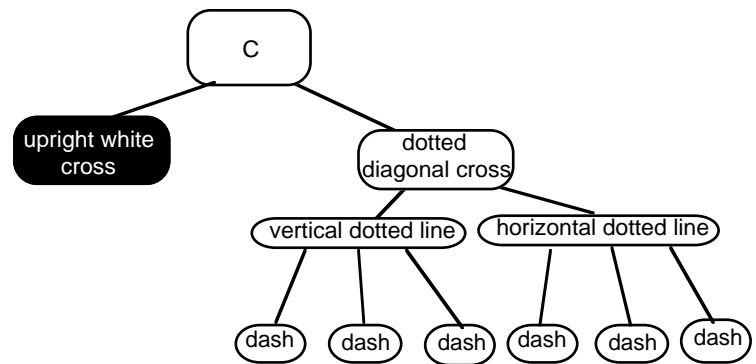 C
upright white
cross
dotted
diagonal cross
vertical dotted line
horizontal dotted line
dash
dash
dash
dash
dash
dash